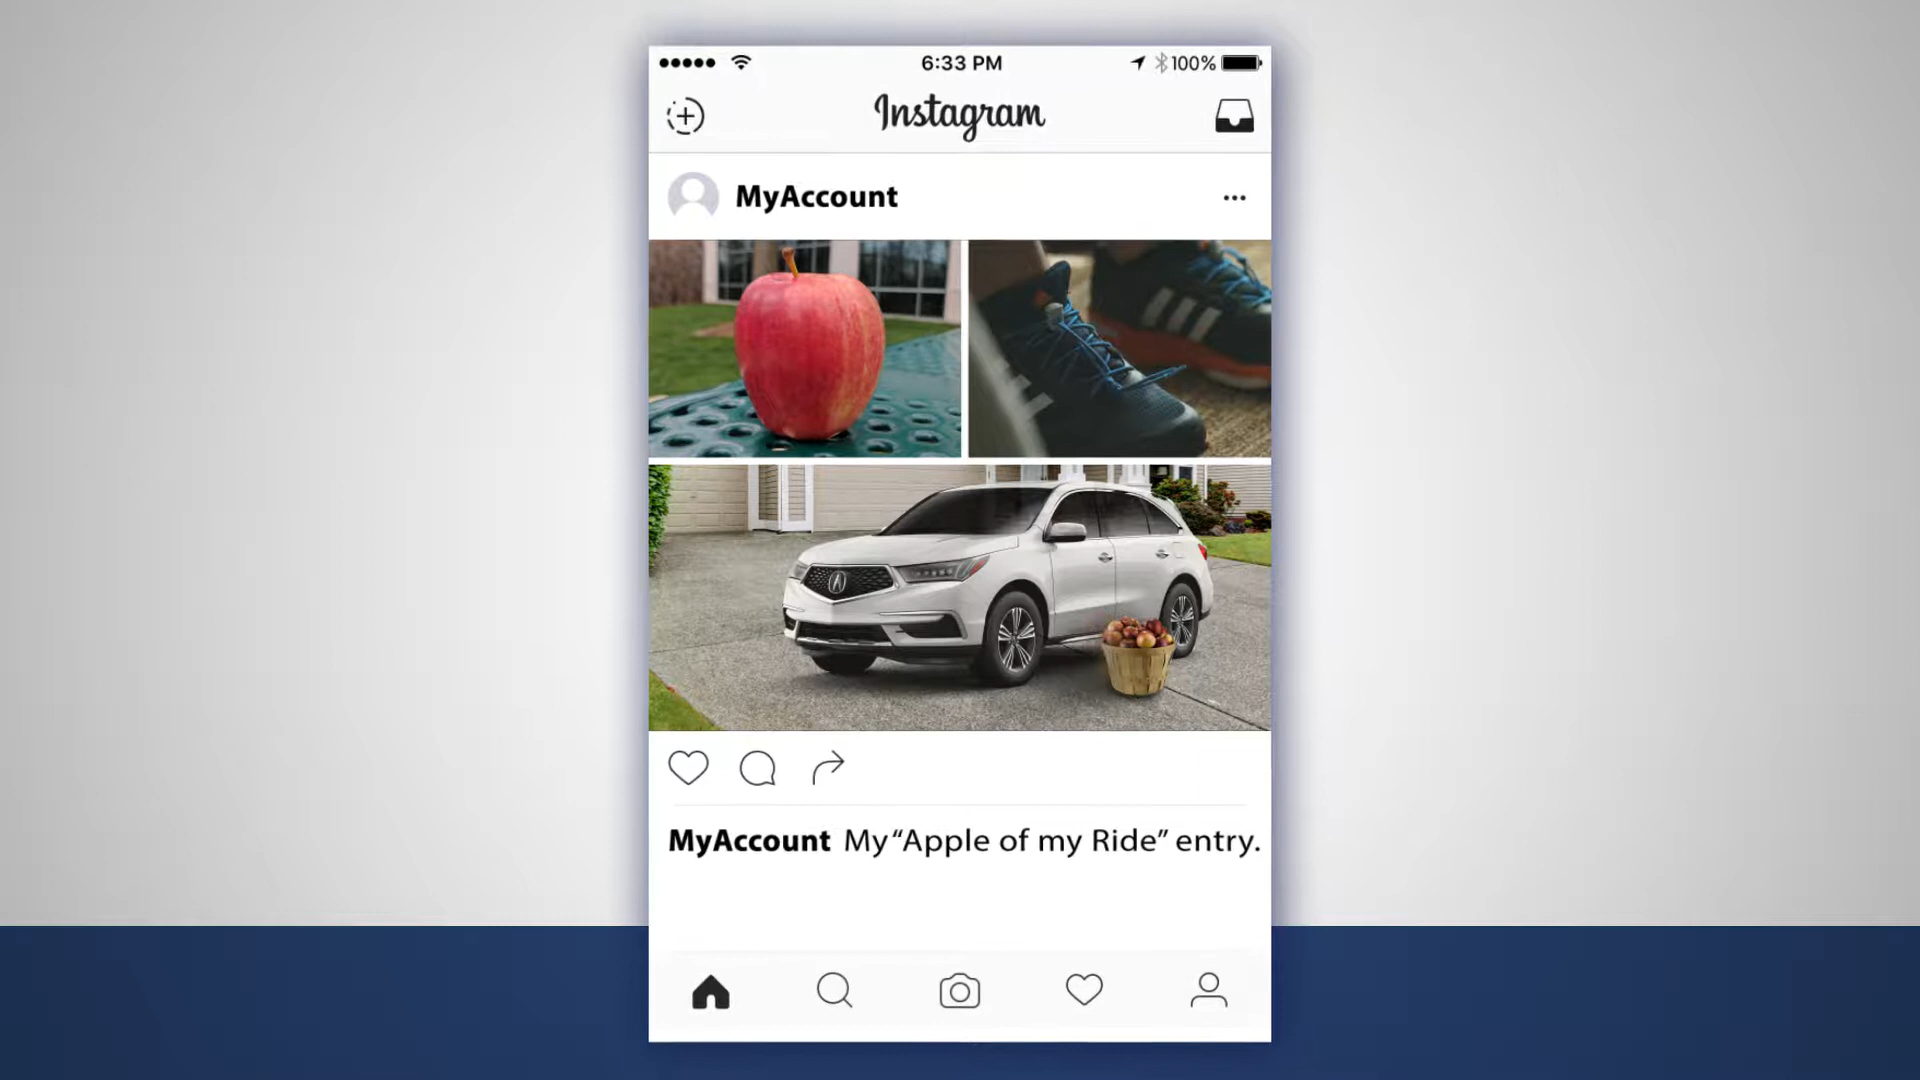 6:33 PM
100%
Instagram
MyAccount
MyAccount My “Apple of my Ride” entry.